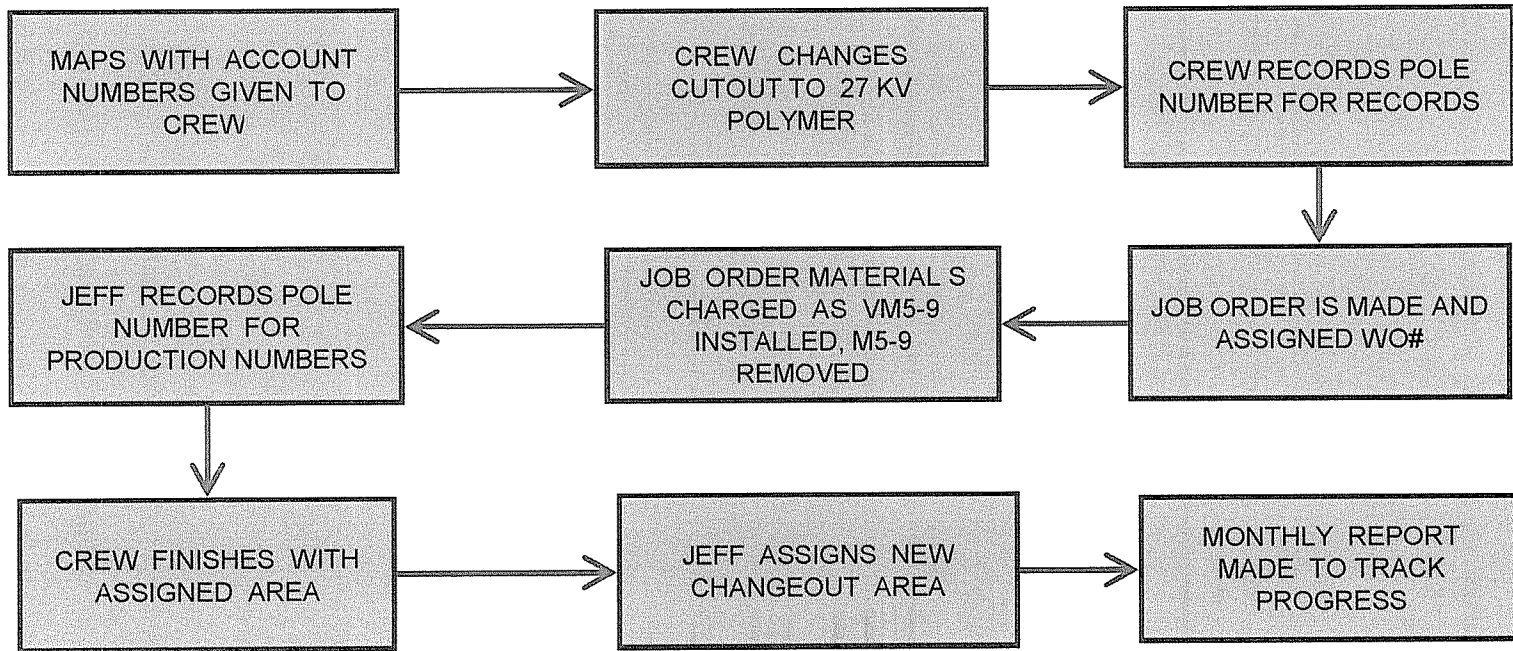 MAPS WITH ACCOUNT
NUMBERS GIVEN TO
CREW
CREW CHANGES
CUTOUT TO 27 KV
POLYMER
CREW RECORDS POLE
NUMBER FOR RECORDS
JOB ORDER IS MADE AND
ASSIGNED WO#
JOB ORDER MATERIAL S
CHARGED AS VM5-9
INSTALLED, M5-9
REMOVED
JEFF RECORDS POLE
NUMBER FOR
PRODUCTION NUMBERS
CREW FINISHES WITH
ASSIGNED AREA
JEFF ASSIGNS NEW
CHANGEOUT AREA
MONTHLY REPORT
MADE TO TRACK
PROGRESS